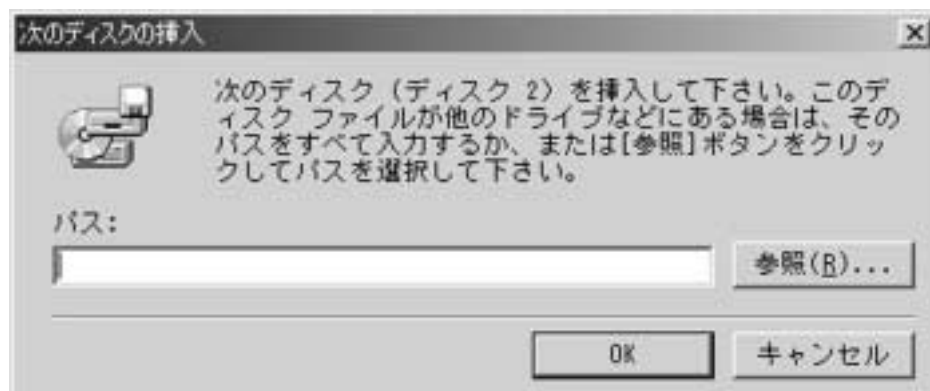 次のディスクの挿入
次のディスク (ディスク 2) を挿入して下さい。このデ
ィスク ファイルが他のドライブなどにある場合は、その
パスをすべて入力するか、または[参照]ボタンをクリッ
クしてパスを選択して下さい。
パス:
参照(R)...
OK
キャンセル